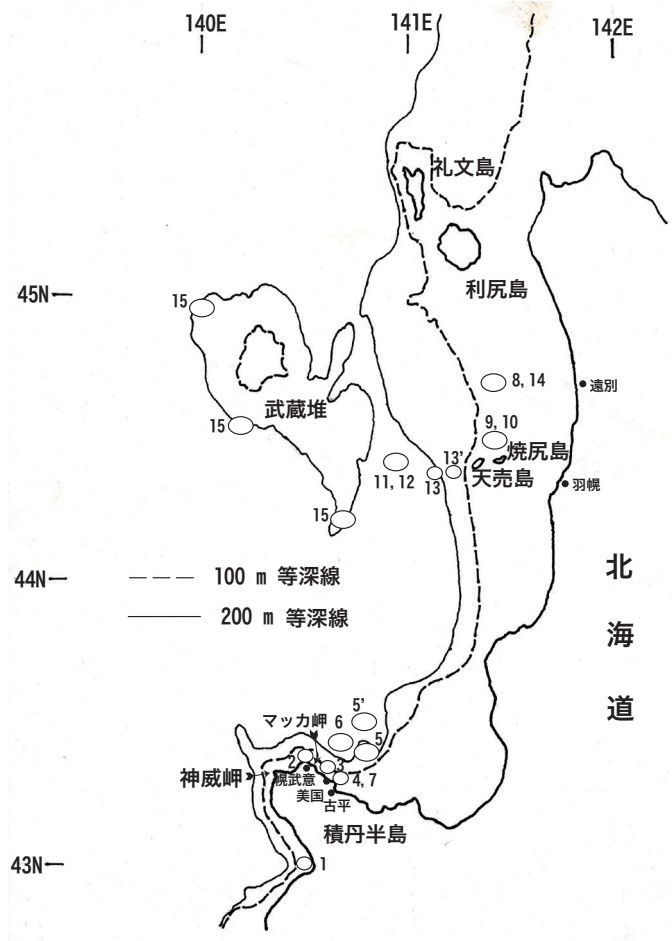 140E
141E
142E
礼文島
45N
15
利尻島
8, 14
遠別
武蔵堆
15
9, 10
焼尻島
13’
天売島
11, 12
13
羽幌
15
44N
100 m 等深線
200 m 等深線
北
海
道
5’
マッカ岬
6
5
2
3
神威岬
幌武意
4, 7
美国
古平
積丹半島
43N
1